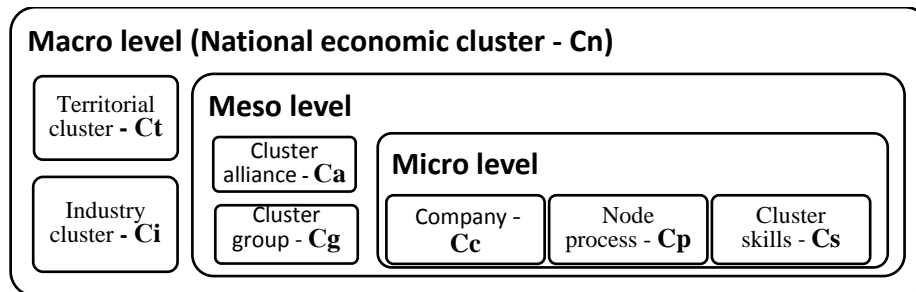 Macro level (National economic cluster - Cn)
Territorial
cluster - Ct
Industry
cluster - Ci
Meso level
Cluster
alliance - Ca
Cluster
group - Cg
Micro level
Company -
Cc
Node
process - Cp
Cluster
skills - Cs